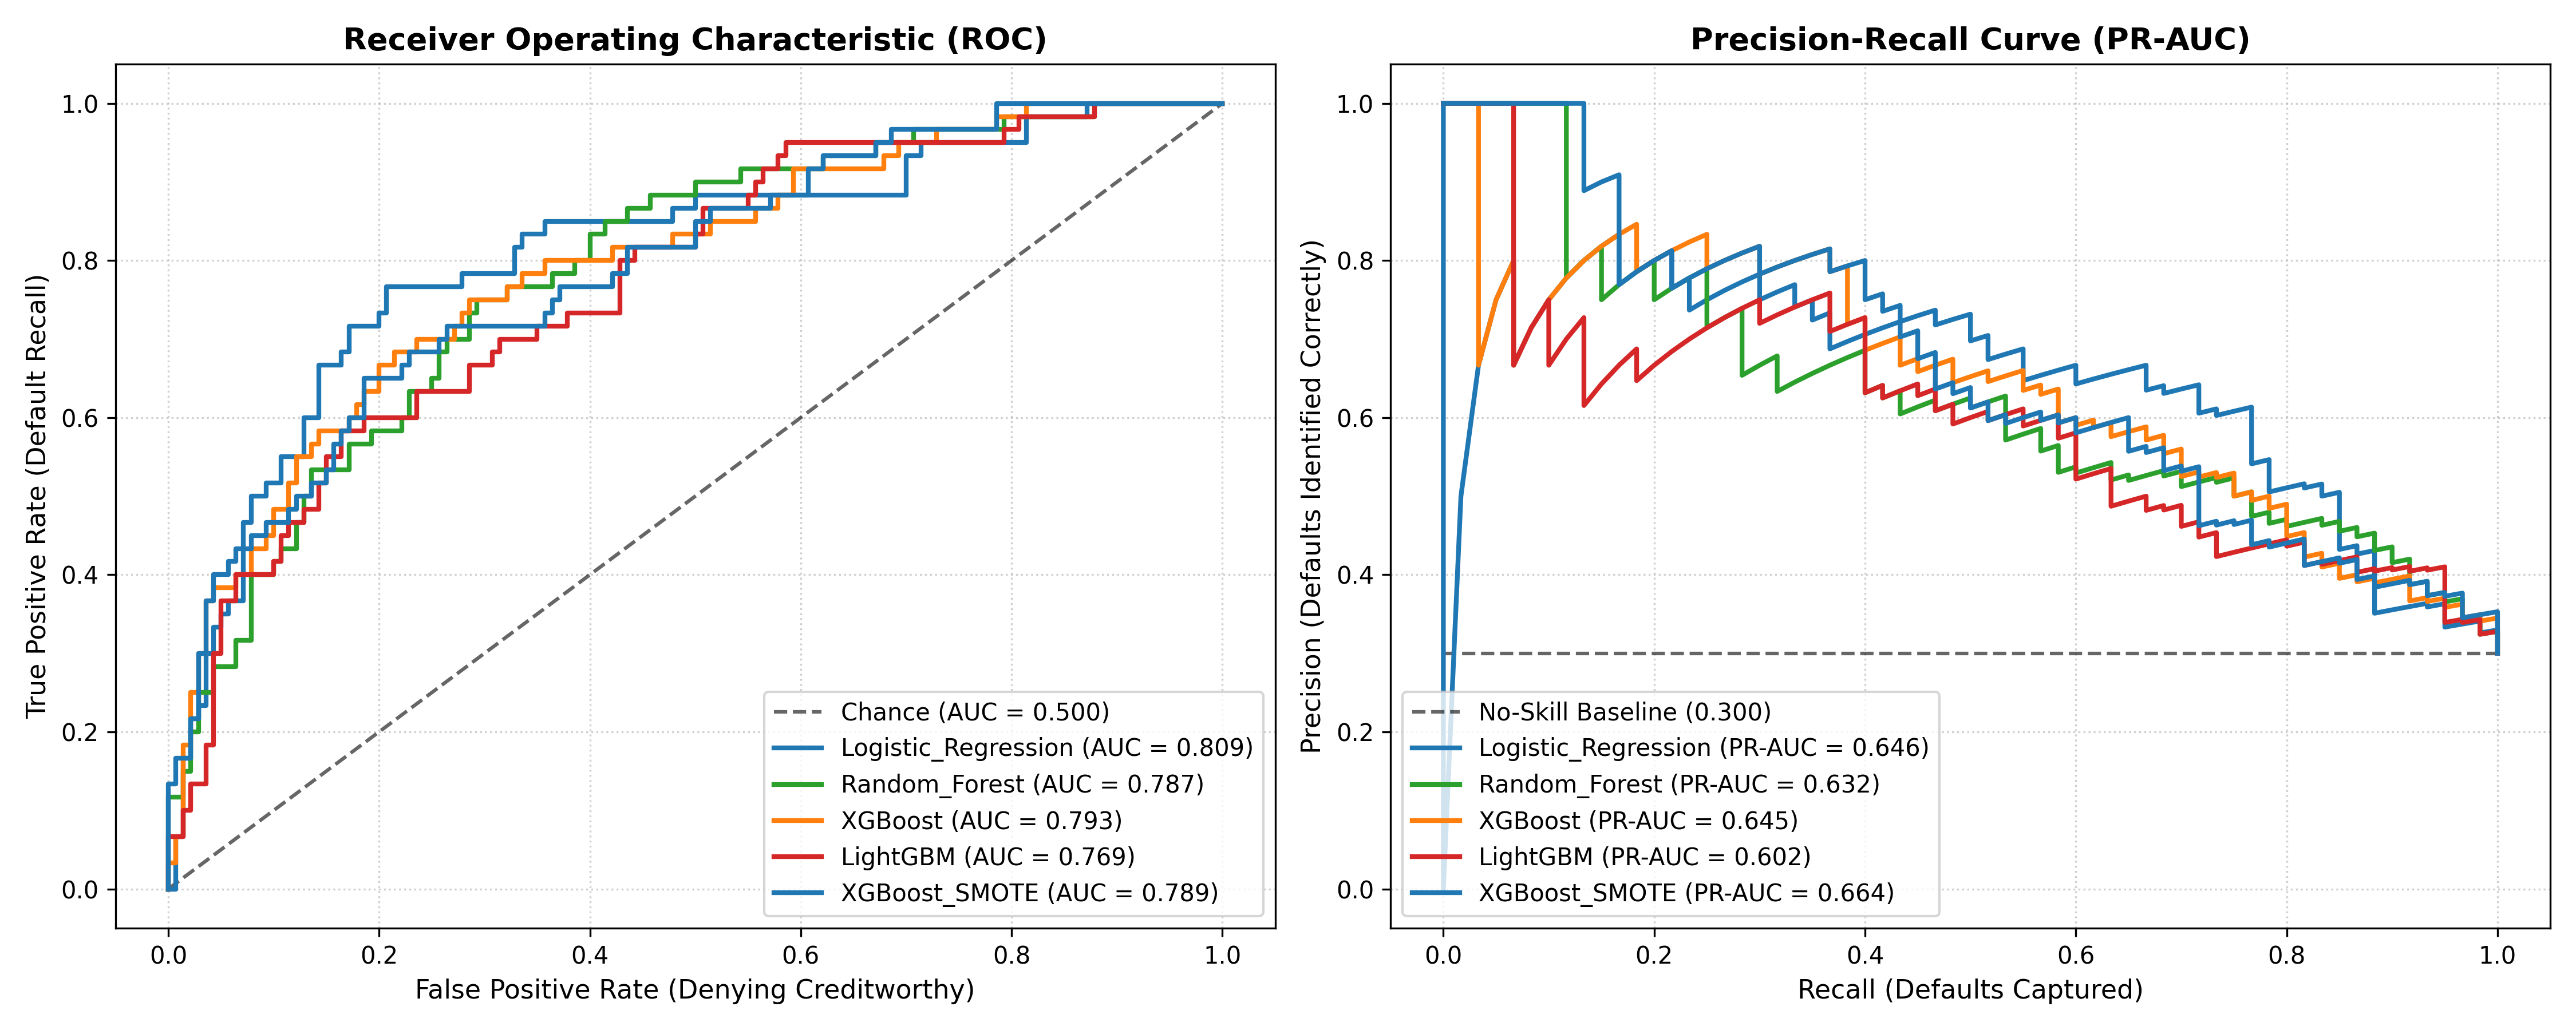 Receiver Operating Characteristic (ROC)
True Positive Rate (Default Recall)
1.0
0.8
0.6
0.4
0.2
0.0
Chance (AUC = 0.500)
Logistic_Regression (AUC = 0.809)
Random_Forest (AUC = 0.787)
XGBoost (AUC = 0.793)
LightGBM (AUC = 0.769)
XGBoost_SMOTE (AUC = 0.789)
0.0 0.2 0.4 0.6 0.8 1.0
False Positive Rate (Denying Creditworthy)
Precision-Recall Curve (PR-AUC)
Precision (Defaults Identified Correctly)
1.0
0.8
0.6
0.4
0.2
0.0
No-Skill Baseline (0.300)
Logistic_Regression (PR-AUC = 0.646)
Random_Forest (PR-AUC = 0.632)
XGBoost (PR-AUC = 0.645)
LightGBM (PR-AUC = 0.602)
XGBoost_SMOTE (PR-AUC = 0.664)
0.0 0.2 0.4 0.6 0.8 1.0
Recall (Defaults Captured)